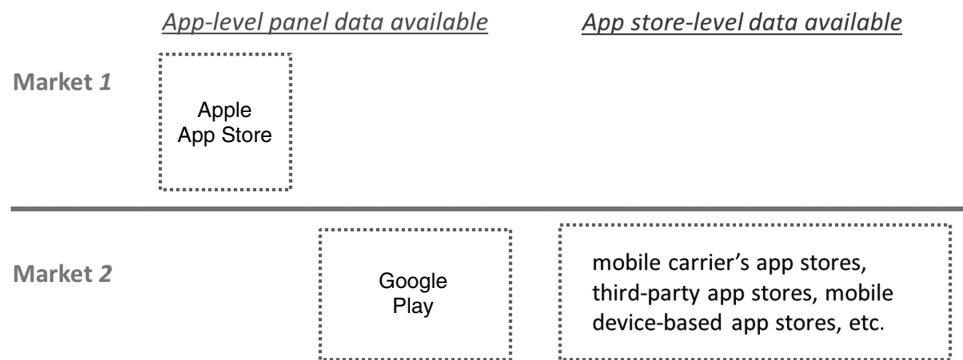 App-level panel data available
App store-level data available
Market 1
Apple
App Store
Market 2
Google
Play
mobile carrier's app stores,
third-party app stores, mobile
device-based app stores, etc.